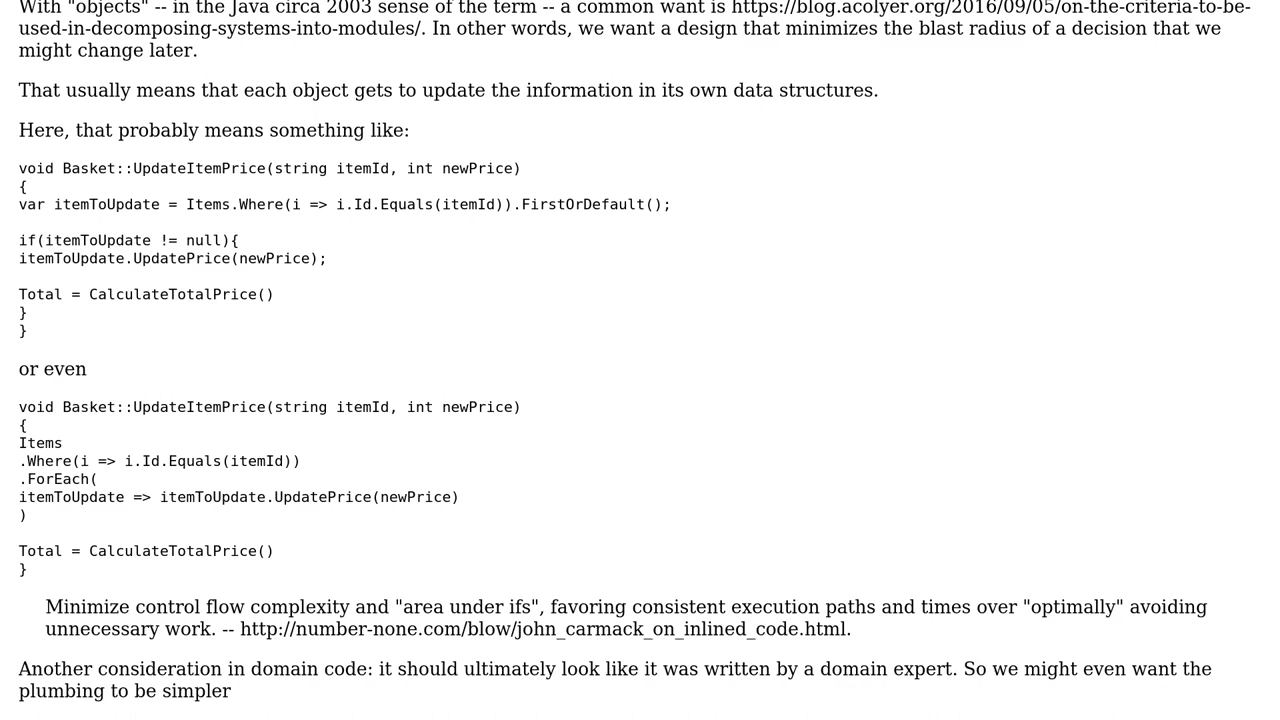 With "objects" -- in the Java circa 2003 sense of the term -- a common want is https://blog.acolyer.org/2016/09/05/on-the-criteria-to-be-
used-in-decomposing-systems-into-modules/. In other words, we want a design that minimizes the blast radius of a decision that we
might change later.
That usually means that each object gets to update the information in its own data structures.
Here, that probably means something like:
void Basket::UpdateItemPrice(string itemId, int newPrice)
{
var itemToUpdate = Items.Where(i => i.Id.Equals(itemId)).FirstOrDefault();
if(itemToUpdate != null){
itemToUpdate.UpdatePrice(newPrice);
Total = CalculateTotalPrice()
}
}
or even
void Basket::UpdateItemPrice(string itemId, int newPrice)
{
Items
.Where(i => i.Id.Equals(itemId))
.ForEach(
itemToUpdate => itemToUpdate.UpdatePrice(newPrice)
)
Total = CalculateTotalPrice()
}
Minimize control flow complexity and "area under ifs", favoring consistent execution paths and times over "optimally" avoiding
unnecessary work. -- http://number-none.com/blow/john_carmack_on_inlined_code.html.
Another consideration in domain code: it should ultimately look like it was written by a domain expert. So we might even want the
plumbing to be simpler